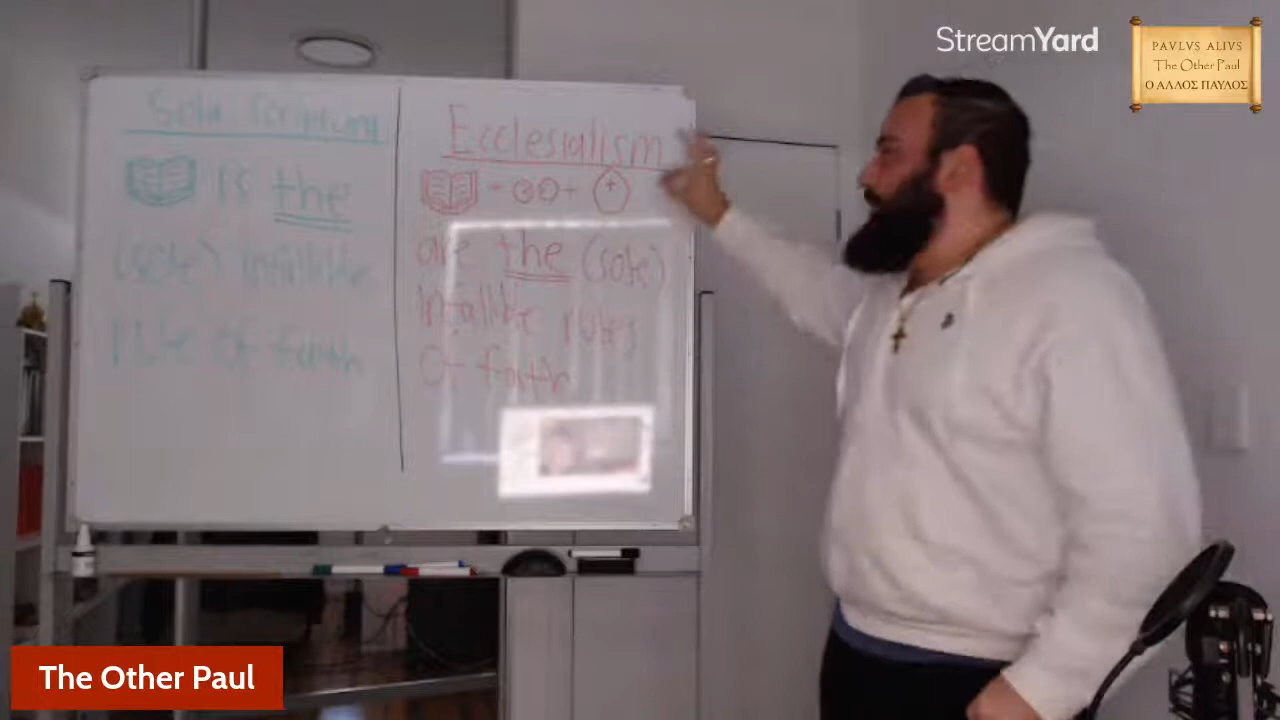 StreamYard
PAVLVS ALIVS
The Other Paul
Ο ΑΛΛΟΣ ΠΑΥΛΟΣ
Sola Scriptura
is the
(sole) infallible
rule of faith
Ecclesialism
+ +
are the (sole)
infallible rules
of faith
The Other Paul